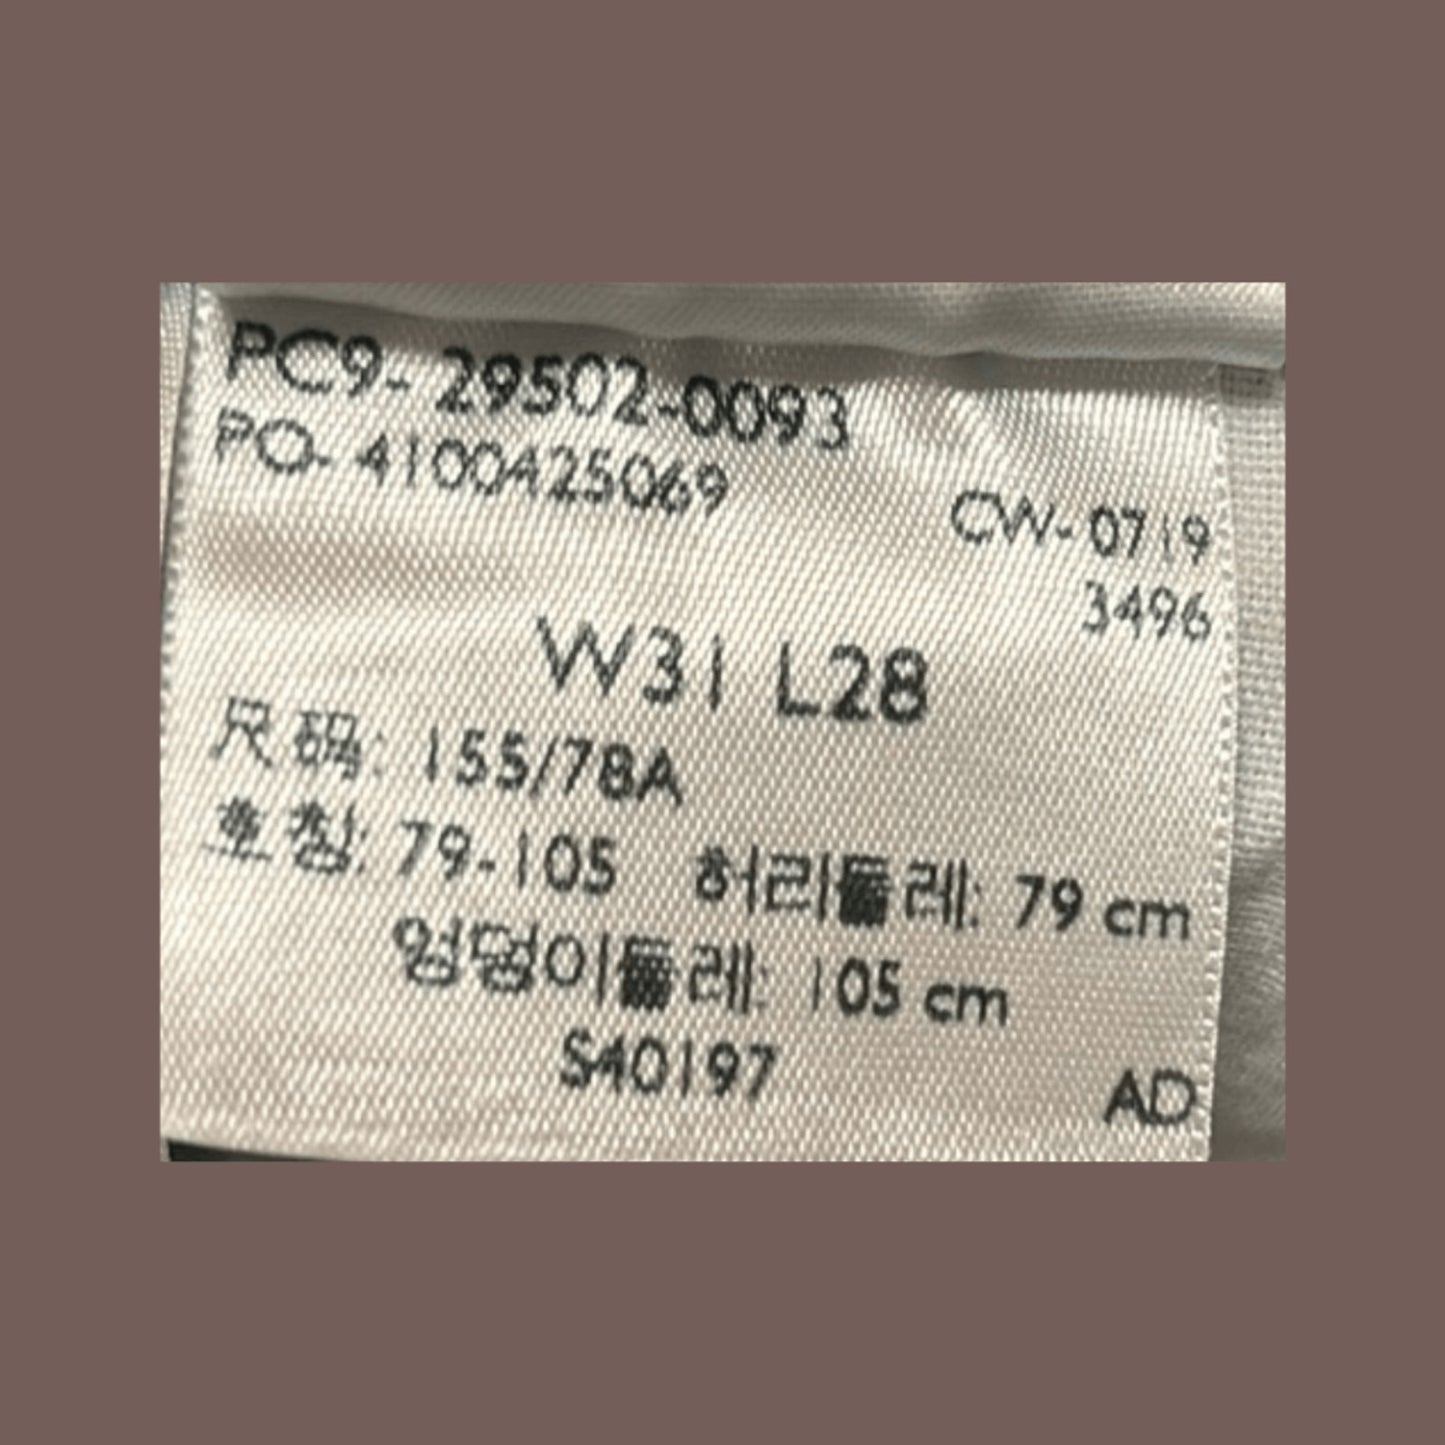 PC9- 29502-0093
PO- 4100425069
CW- 0719
3496
W31 L28
尺 码: 155/78A
호 칭: 79-105 허리둘레: 79 cm
엉덩이둘레: 105 cm
S40197
AD